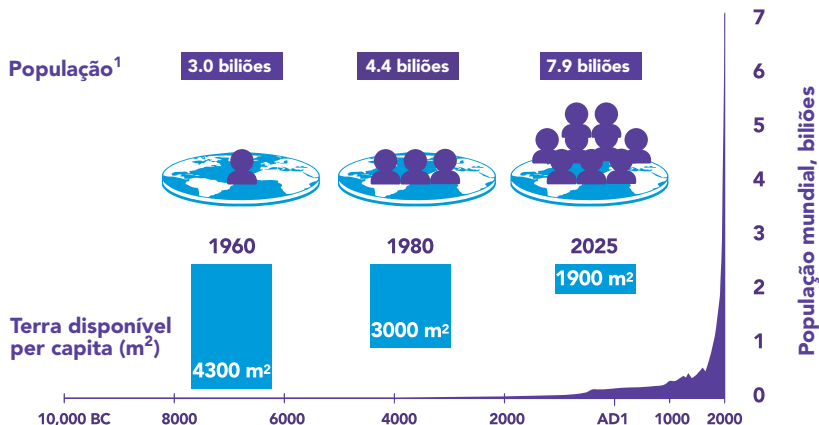 População¹
3.0 biliões
4.4 biliões
7.9 biliões
1960
1980
2025
Terra disponível
per capita (m²)
4300 m²
3000 m²
1900 m²
7
6
5
4
3
2
1
0
População mundial, biliões
10,000 BC
8000
6000
4000
2000
AD1
1000
2000